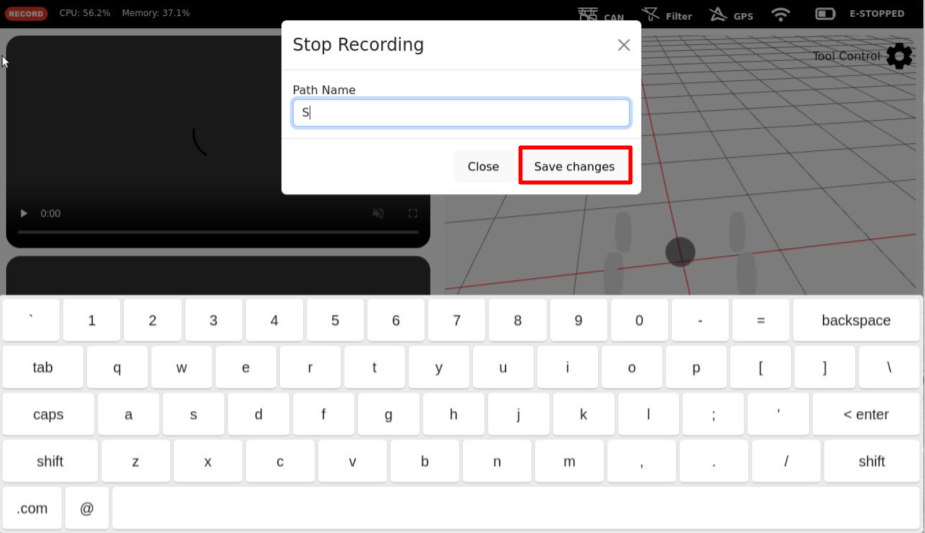 RECORD CPU: 56.2% Memory: 37.1% CAN Filter GPS E-STOPPED
Stop Recording
Tool Control
Path Name
S
Close Save changes
0:00
` 1 2 3 4 5 6 7 8 9 0 - = backspace
tab q w e r t y u i o p [ ] \
caps a s d f g h j k l ; ' < enter
shift z x c v b n m , . / shift
.com @